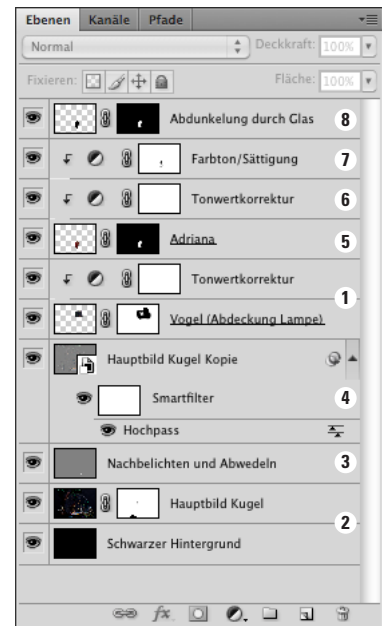 Ebenen Kanäle Pfade
Normal Deckkraft: 100%
Fixieren: Fläche: 100%
Abdunkelung durch Glas 8
Farbton/Sättigung 7
Tonwertkorrektur 6
Adriana 5
Tonwertkorrektur
1
Vogel (Abdeckung Lampe)
Hauptbild Kugel Kopie
Smartfilter 4
Hochpass
Nachbelichten und Abwedeln 3
Hauptbild Kugel
2
Schwarzer Hintergrund
fx